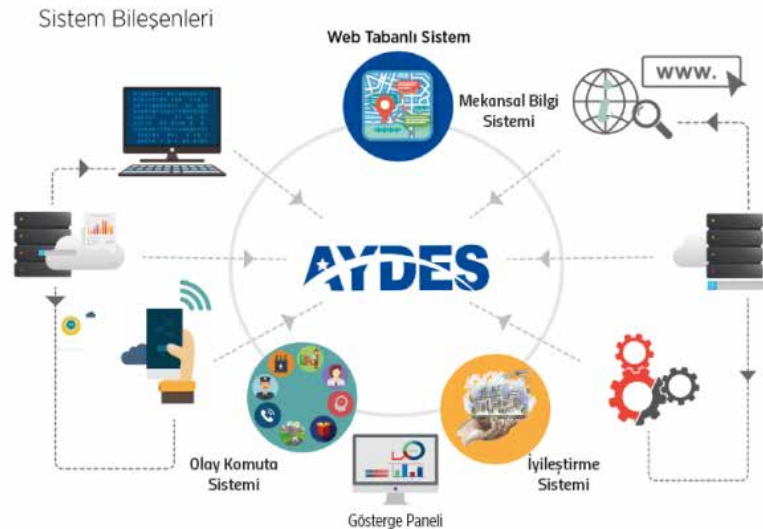 Sistem Bileşenleri
Web Tabanlı Sistem
Mekansal Bilgi
Sistemi
www.
AYDES
Olay Komuta
Sistemi
İyileştirme
Sistemi
Gösterge Paneli